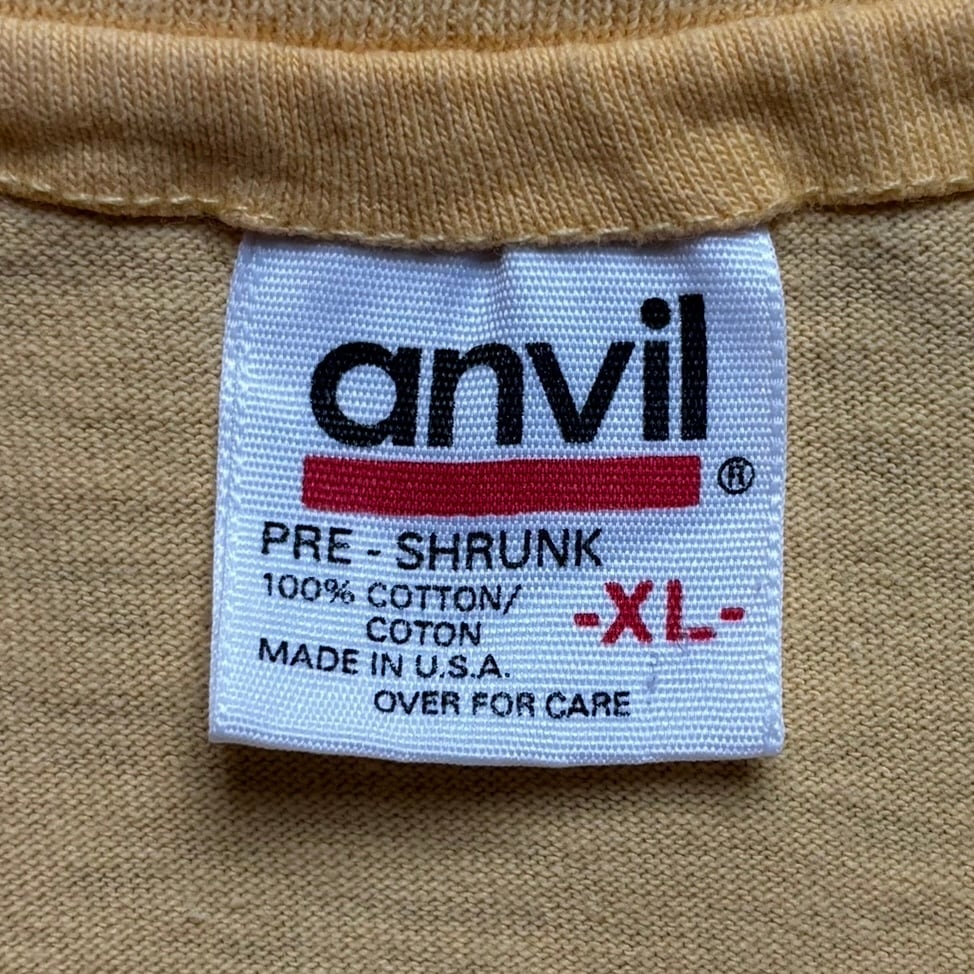 anvil
®
PRE - SHRUNK
100% COTTON/
-XL-
COTON
MADE IN U.S.A.
OVER FOR CARE